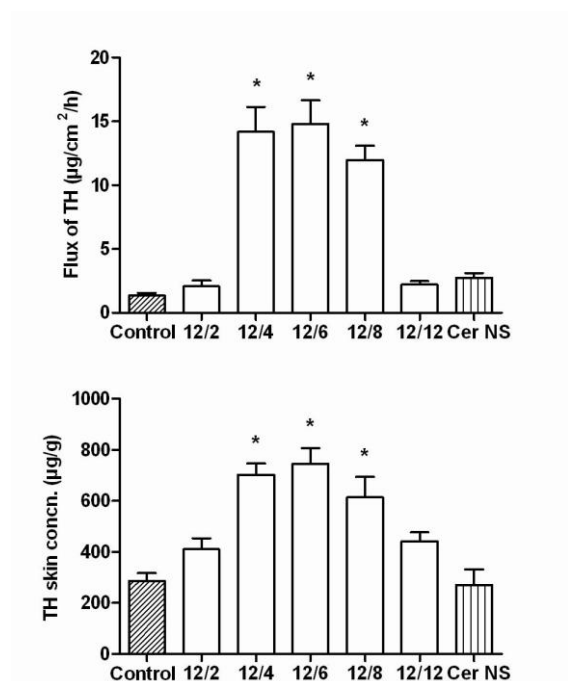 Flux of TH (µg/cm ²/h)
20
* * *
15
10
5
0
Control 12/2 12/4 12/6 12/8 12/12 Cer NS
TH skin concn. (µg/g)
1000
800
* * *
600
400
200
0
Control 12/2 12/4 12/6 12/8 12/12 Cer NS